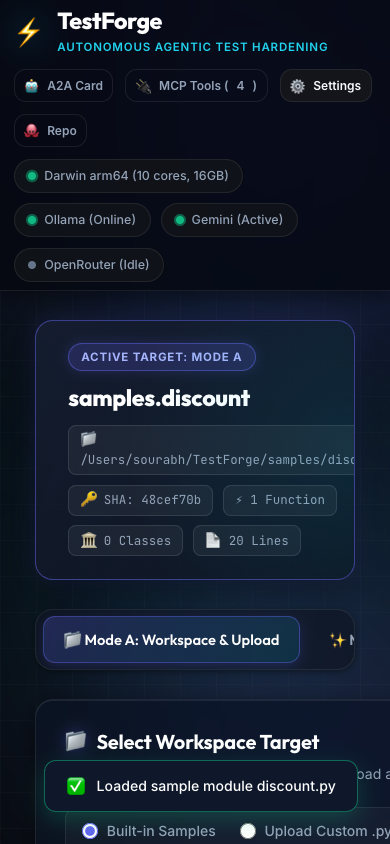 TestForge
AUTONOMOUS AGENTIC TEST HARDENING
A2A Card
MCP Tools ( 4 )
Settings
Repo
Darwin arm64 (10 cores, 16GB)
Ollama (Online)
Gemini (Active)
OpenRouter (Idle)
ACTIVE TARGET: MODE A
samples.discount
/Users/sourabh/TestForge/samples/disc
SHA: 48cef70b
1 Function
0 Classes
20 Lines
Mode A: Workspace & Upload
Select Workspace Target
Loaded sample module discount.py
Built-in Samples
Upload Custom .py